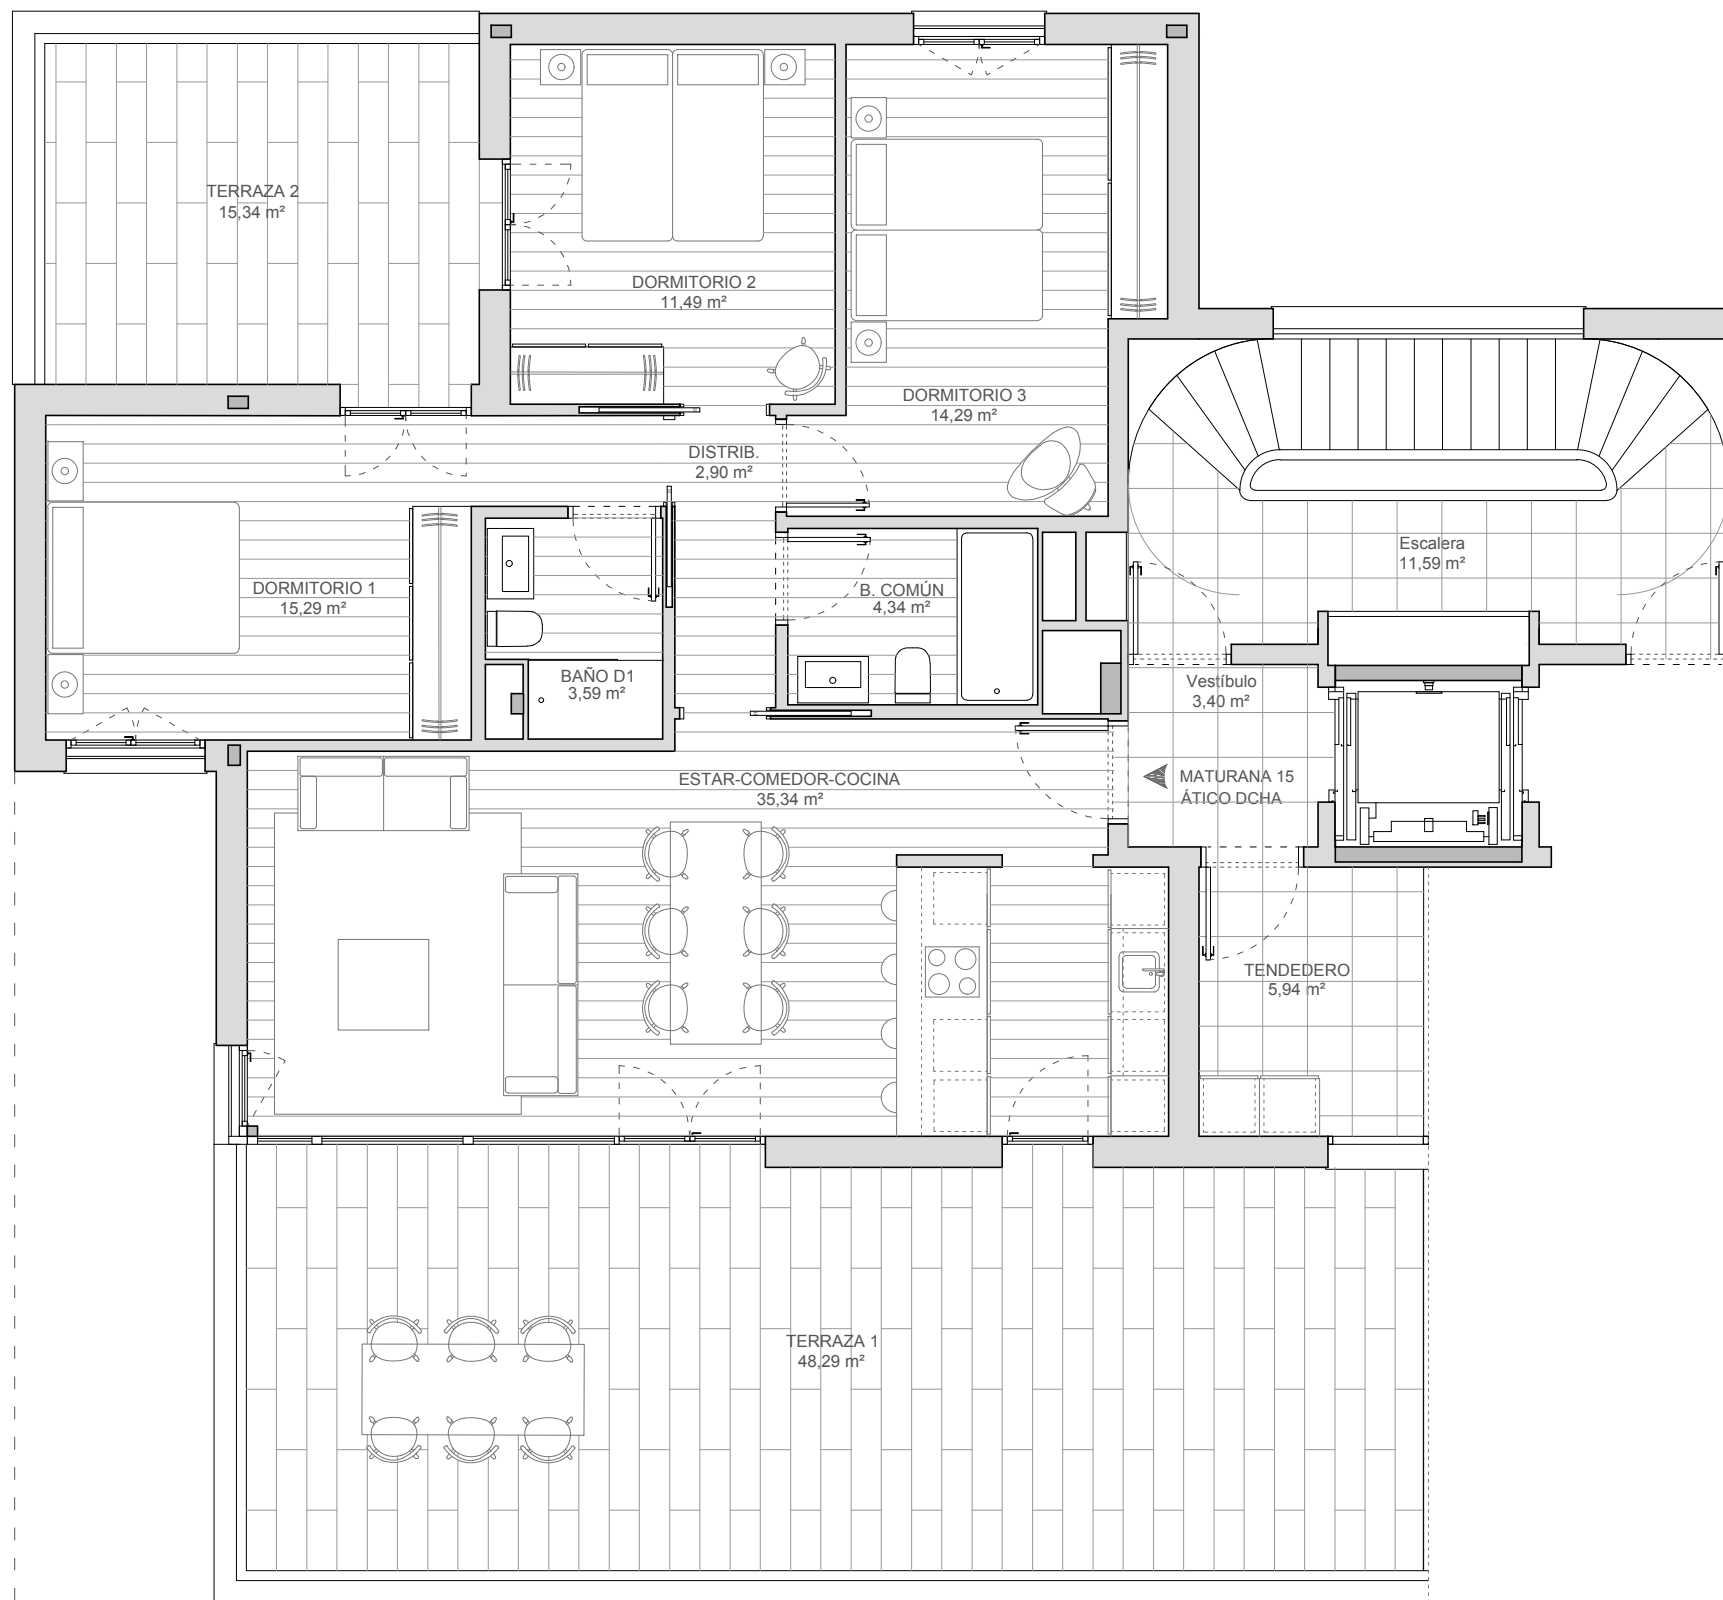 TERRAZA 2
15,34 m²
DORMITORIO 2
11,49 m²
DORMITORIO 3
14,29 m²
DISTRIB.
2,90 m²
Escalera
11,59 m²
DORMITORIO 1
15,29 m²
B. COMÚN
4,34 m²
BAÑO D1
3,59 m²
Vestíbulo
3,40 m²
ESTAR-COMEDOR-COCINA
35,34 m²
MATURANA 15
ÁTICO DCHA
TENDEDERO
5,94 m²
TERRAZA 1
48,29 m²